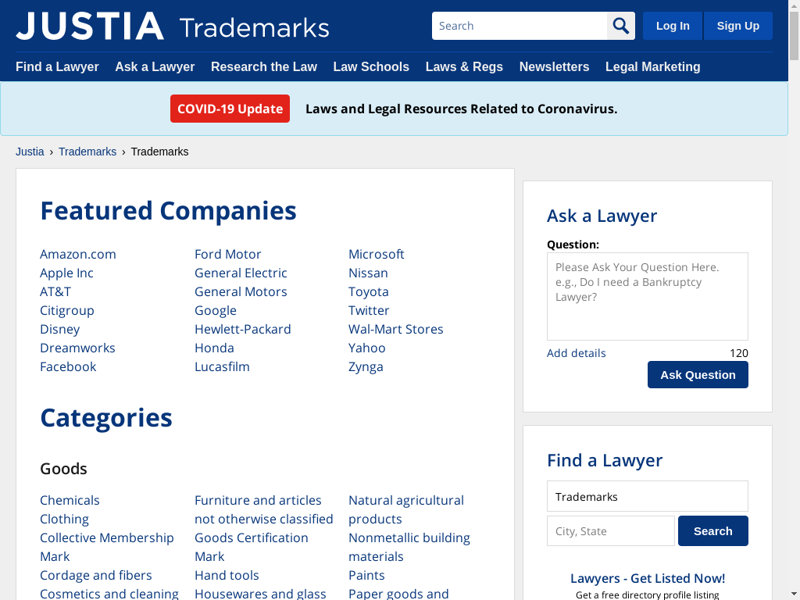 JUSTIA Trademarks
Search
Log In
Sign Up
Find a Lawyer
Ask a Lawyer
Research the Law
Law Schools
Laws & Regs
Newsletters
Legal Marketing
COVID-19 Update
Laws and Legal Resources Related to Coronavirus.
Justia › Trademarks › Trademarks
Featured Companies
Amazon.com
Apple Inc
AT&T
Citigroup
Disney
Dreamworks
Facebook
Ford Motor
General Electric
General Motors
Google
Hewlett-Packard
Honda
Lucasfilm
Microsoft
Nissan
Toyota
Twitter
Wal-Mart Stores
Yahoo
Zynga
Categories
Goods
Chemicals
Clothing
Collective Membership
Mark
Cordage and fibers
Cosmetics and cleaning
Furniture and articles
not otherwise classified
Goods Certification
Mark
Hand tools
Housewares and glass
Natural agricultural
products
Nonmetallic building
materials
Paints
Paper goods and
Ask a Lawyer
Question:
Please Ask Your Question Here.
e.g., Do I need a Bankruptcy
Lawyer?
Add details
120
Ask Question
Find a Lawyer
Trademarks
City, State
Search
Lawyers - Get Listed Now!
Get a free directory profile listing